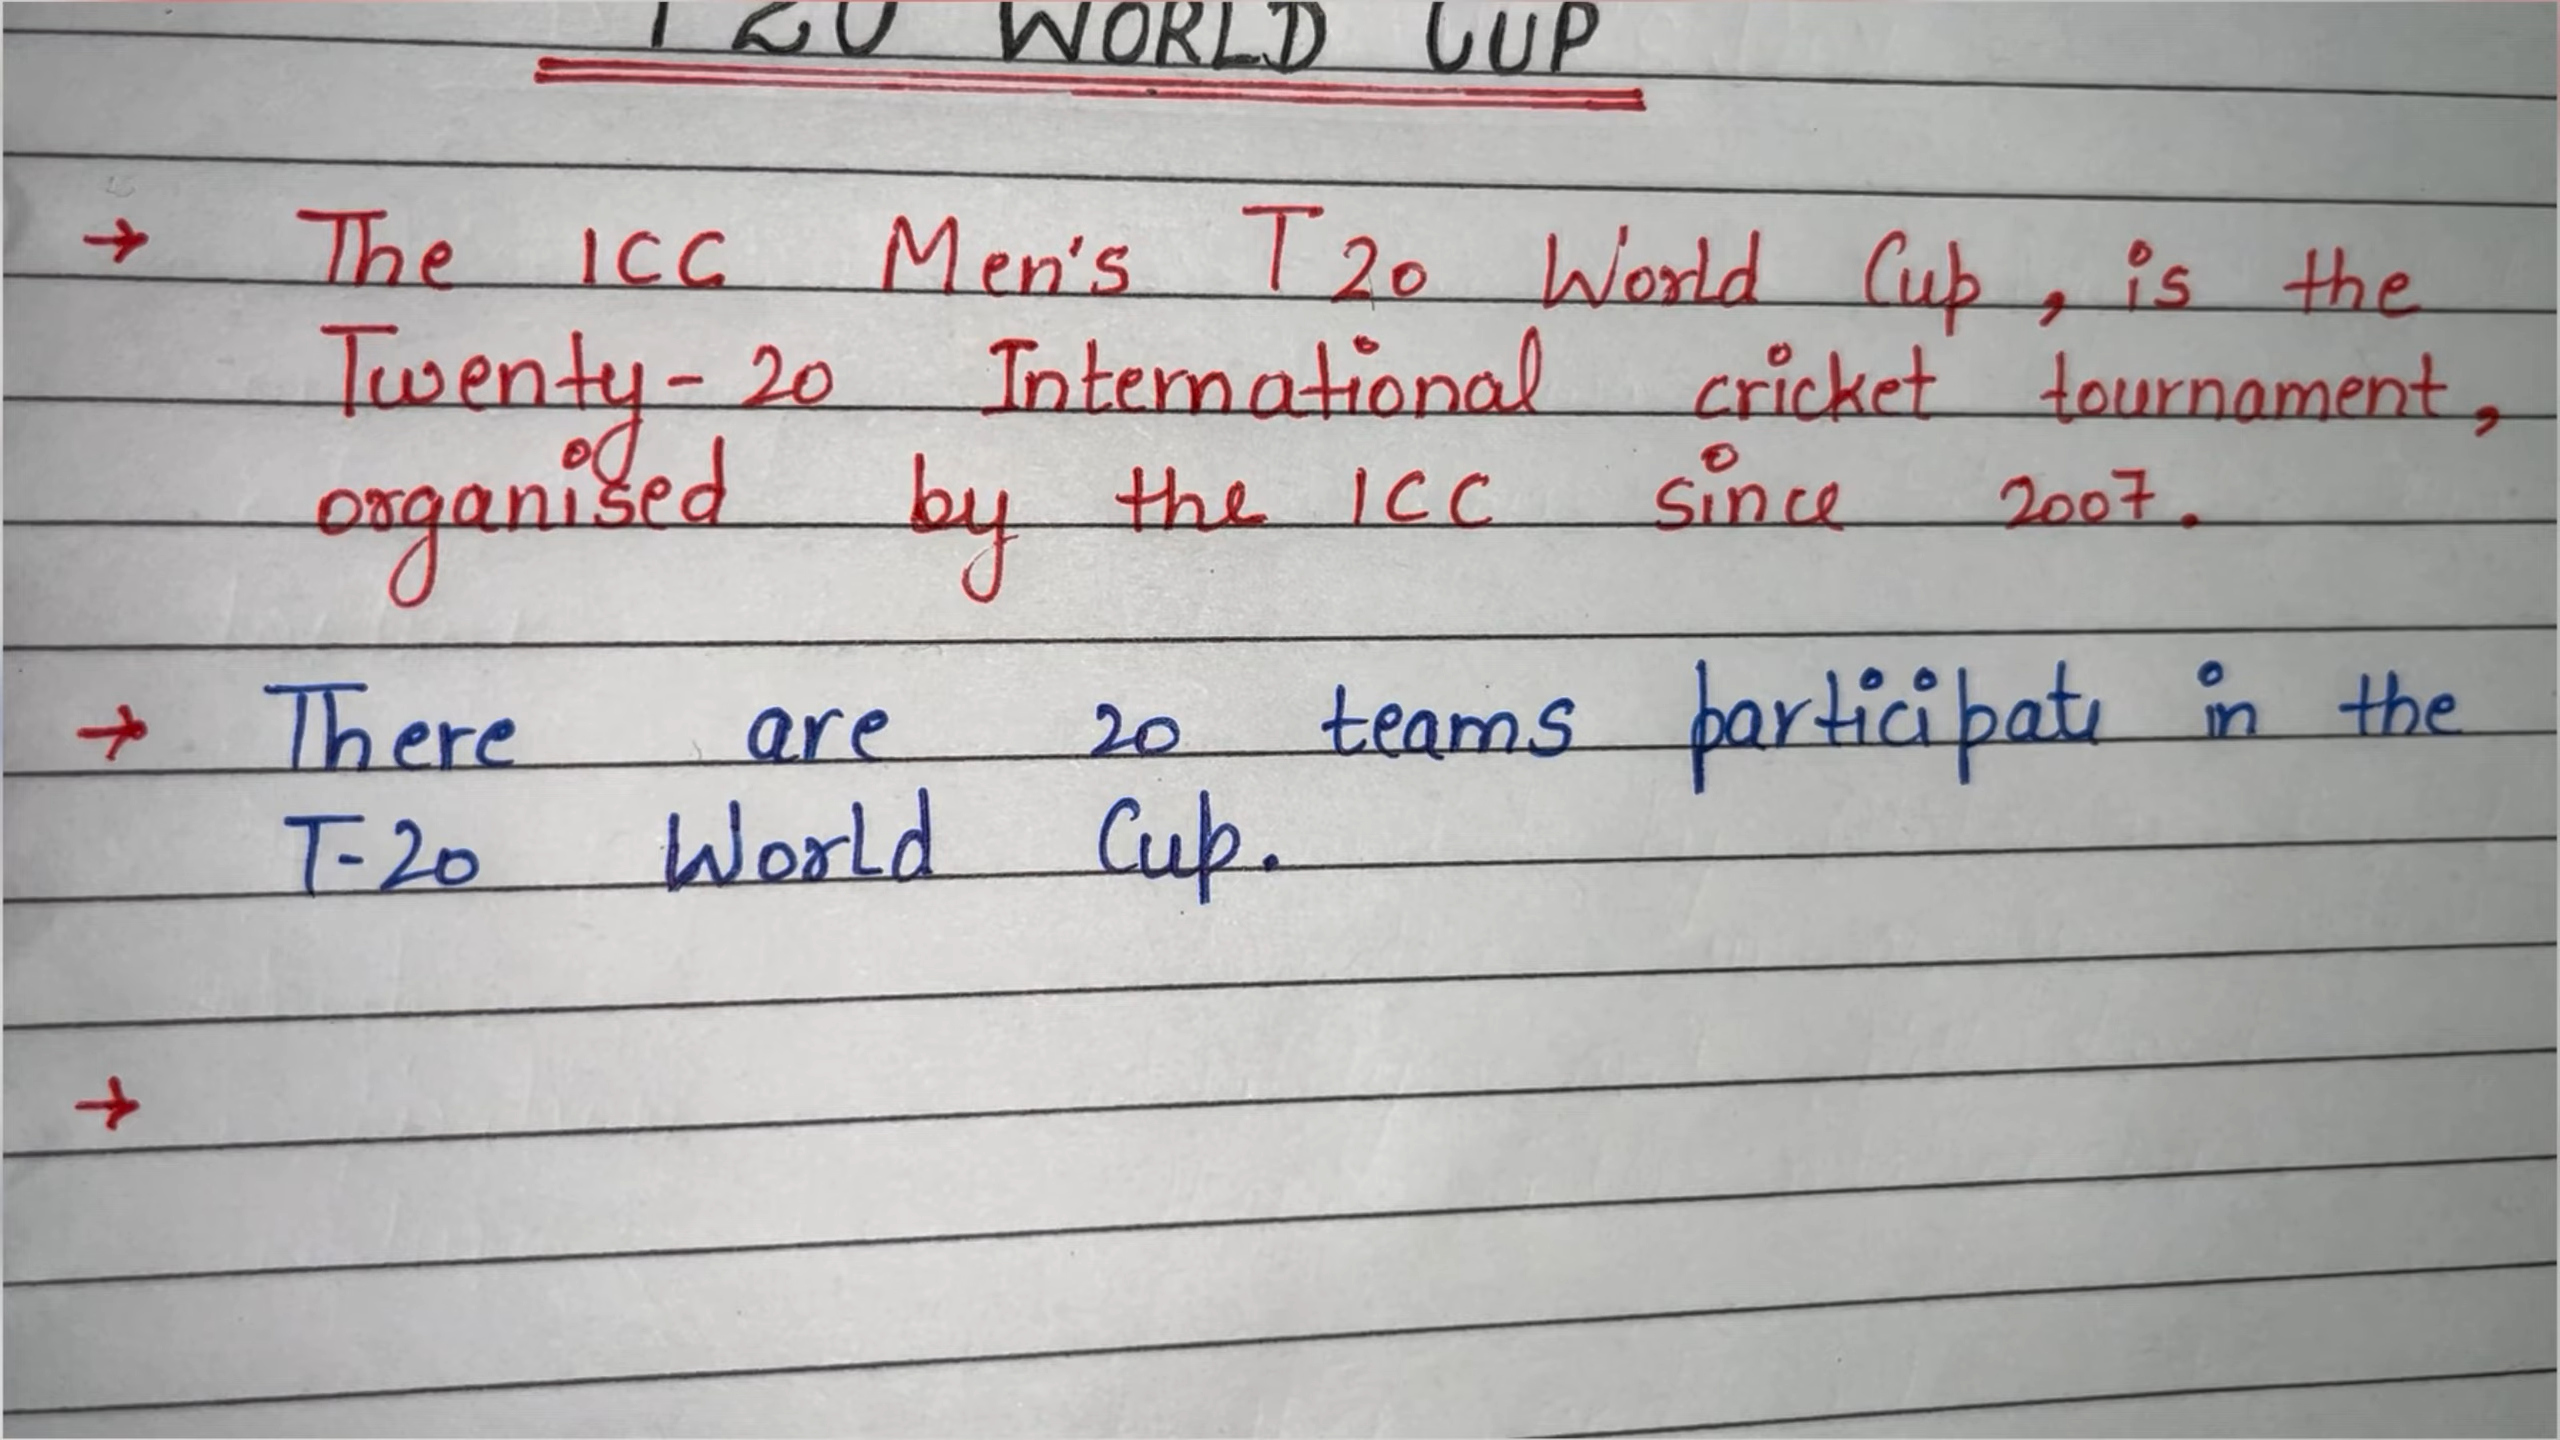 T20 WORLD CUP
→ The ICC Men's T20 World Cup, is the
Twenty-20 International cricket tournament,
organised by the ICC since 2007.
→ There are 20 teams participate in the
T-20 World Cup.
→